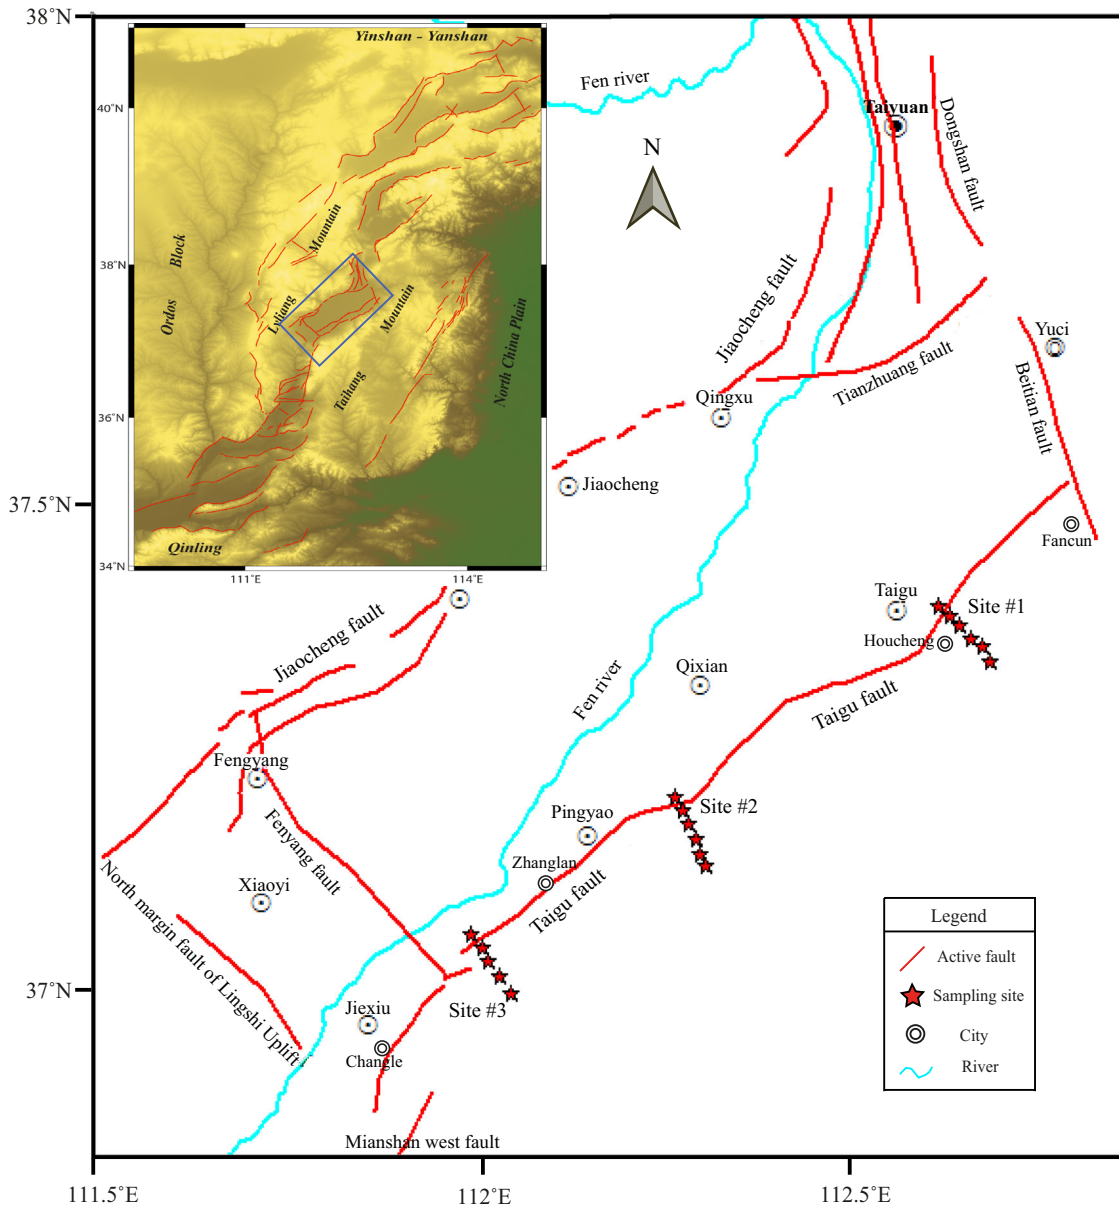 38°N
37.5°N
37°N
111.5°E
112°E
112.5°E
Yinshan - Yanshan
40°N
38°N
36°N
34°N
111°E
114°E
Ordos Block
Lvliang Mountain
Taihang Mountain
North China Plain
Qinling
Fen river
N
Taiyuan
Dongshan fault
Jiaocheng fault
Tianzhuang fault
Yuci
Beitian fault
Qingxu
Jiaocheng
Fancun
Taigu
Site #1
Houcheng
Taigu fault
Qixian
Fen river
Jiaocheng fault
Fengyang
Fenyang fault
Pingyao
Site #2
Zhanglan
Taigu fault
Xiaoyi
North margin fault of Lingshi Uplift
Site #3
Jiexiu
Changle
Mianshan west fault
Legend
Active fault
Sampling site
City
River